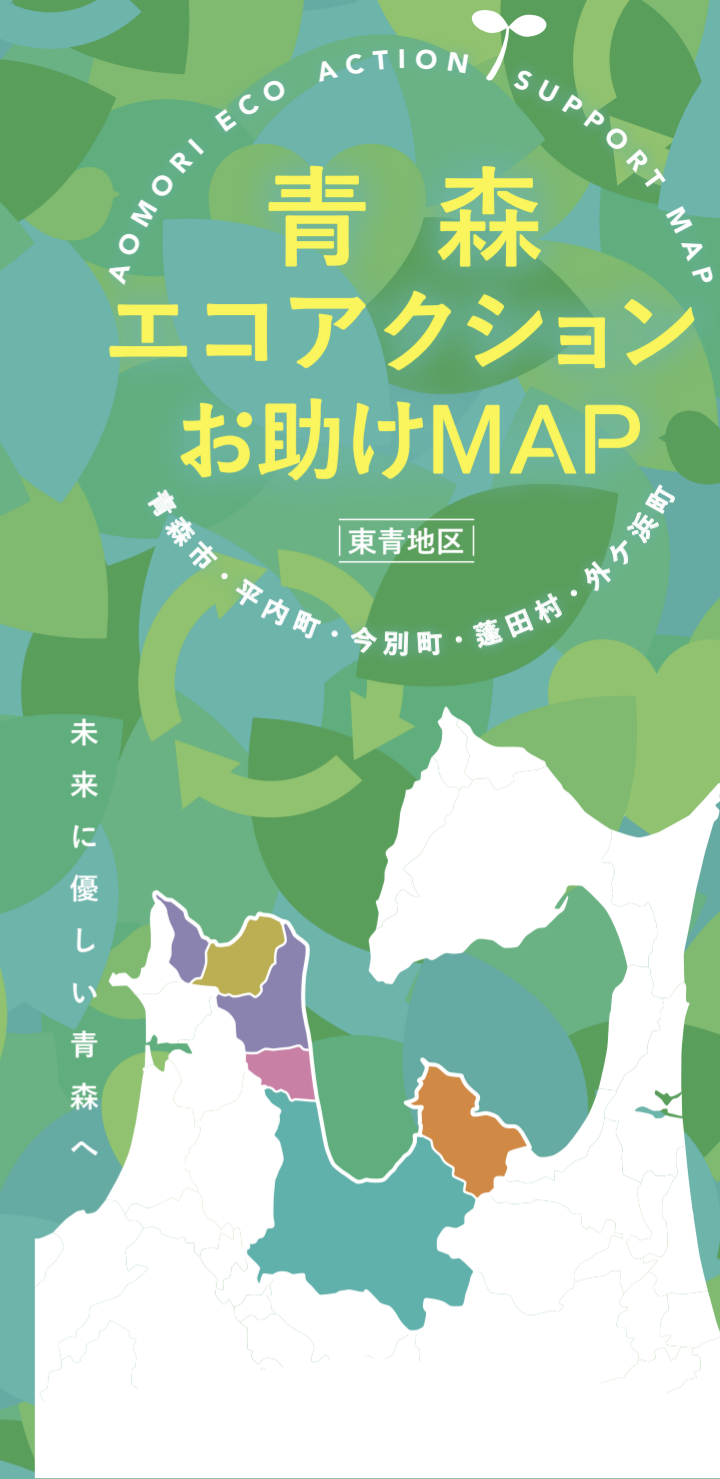 AOMORI ECO ACTION SUPPORT MAP
青森
エコアクション
お助けMAP
東青地区
青森市・平内町・今別町・蓬田村・外ケ浜町
未来に優しい青森へ